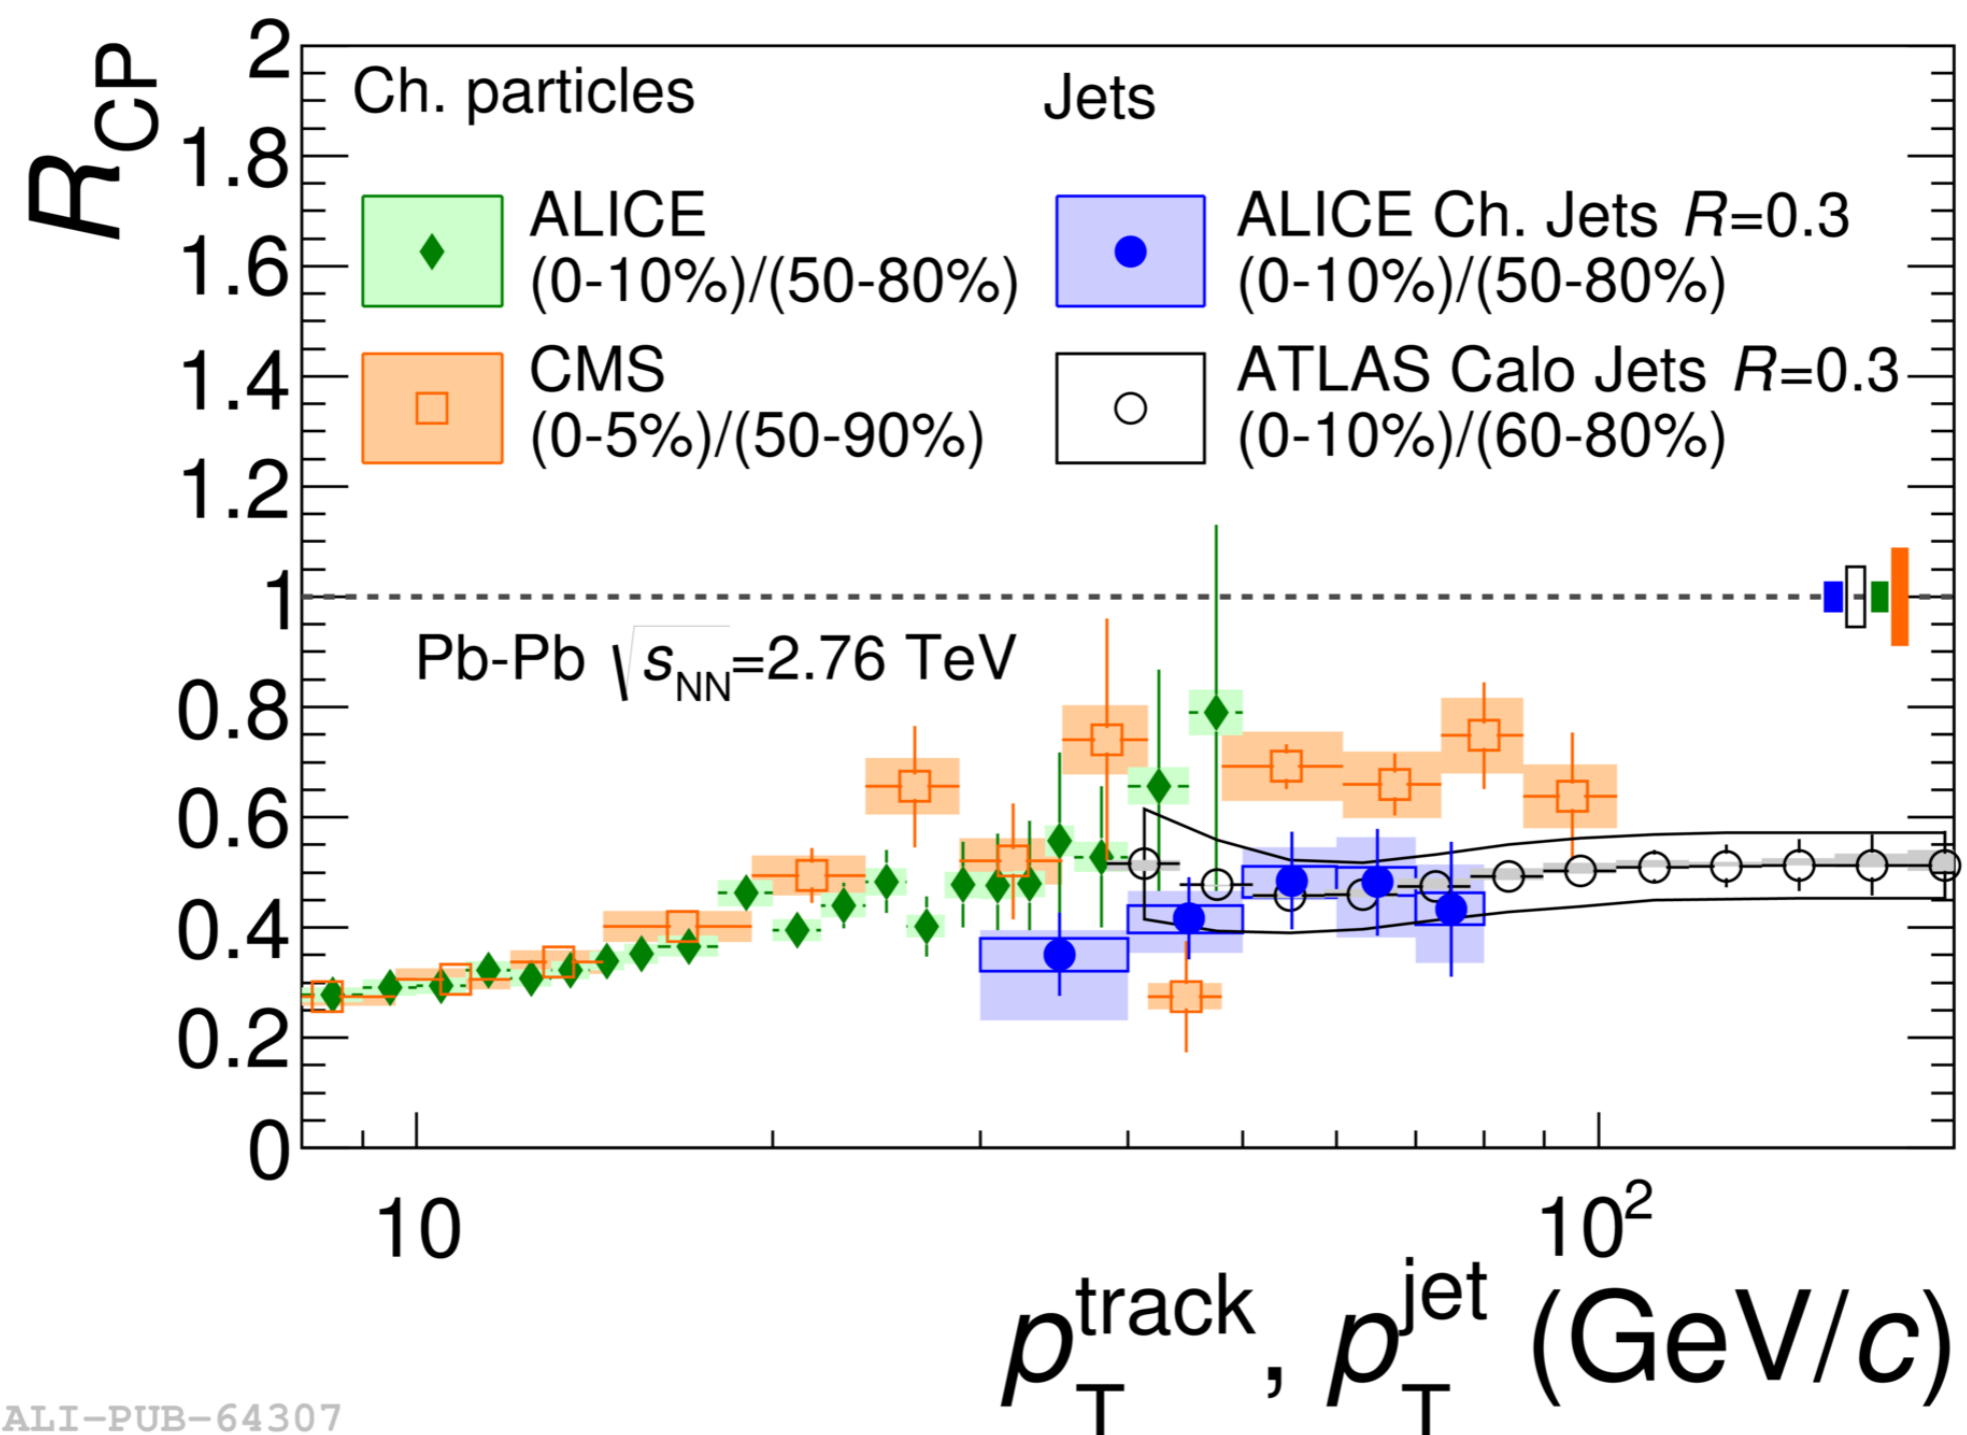 R_CP
2
1.8
1.6
1.4
1.2
1
0.8
0.6
0.4
0.2
0
Ch. particles
ALICE
(0-10%)/(50-80%)
CMS
(0-5%)/(50-90%)
Jets
ALICE Ch. Jets R=0.3
(0-10%)/(50-80%)
ATLAS Calo Jets R=0.3
(0-10%)/(60-80%)
Pb-Pb √s_NN=2.76 TeV
10
10²
p_T^track, p_T^jet (GeV/c)
ALI-PUB-64307